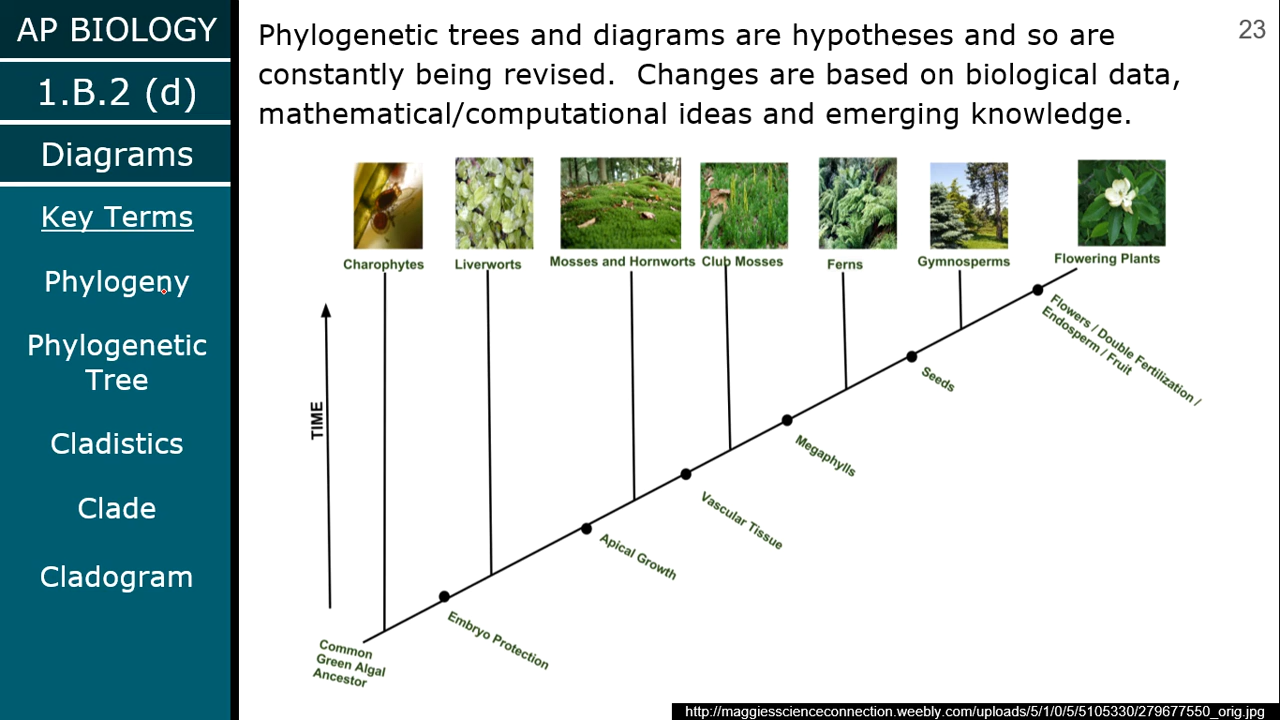 AP BIOLOGY
1.B.2 (d)
Diagrams
Key Terms
Phylogeny
Phylogenetic
Tree
Cladistics
Clade
Cladogram
Phylogenetic trees and diagrams are hypotheses and so are
constantly being revised.  Changes are based on biological data,
mathematical/computational ideas and emerging knowledge.
23
Charophytes
Liverworts
Mosses and Hornworts
Club Mosses
Ferns
Gymnosperms
Flowering Plants
TIME
Flowers / Double Fertilization /
Endosperm / Fruit
Seeds
Megaphylls
Vascular Tissue
Apical Growth
Embryo Protection
Common
Green Algal
Ancestor
http://maggiesscienceconnection.weebly.com/uploads/5/1/0/5/5105330/279677550_orig.jpg